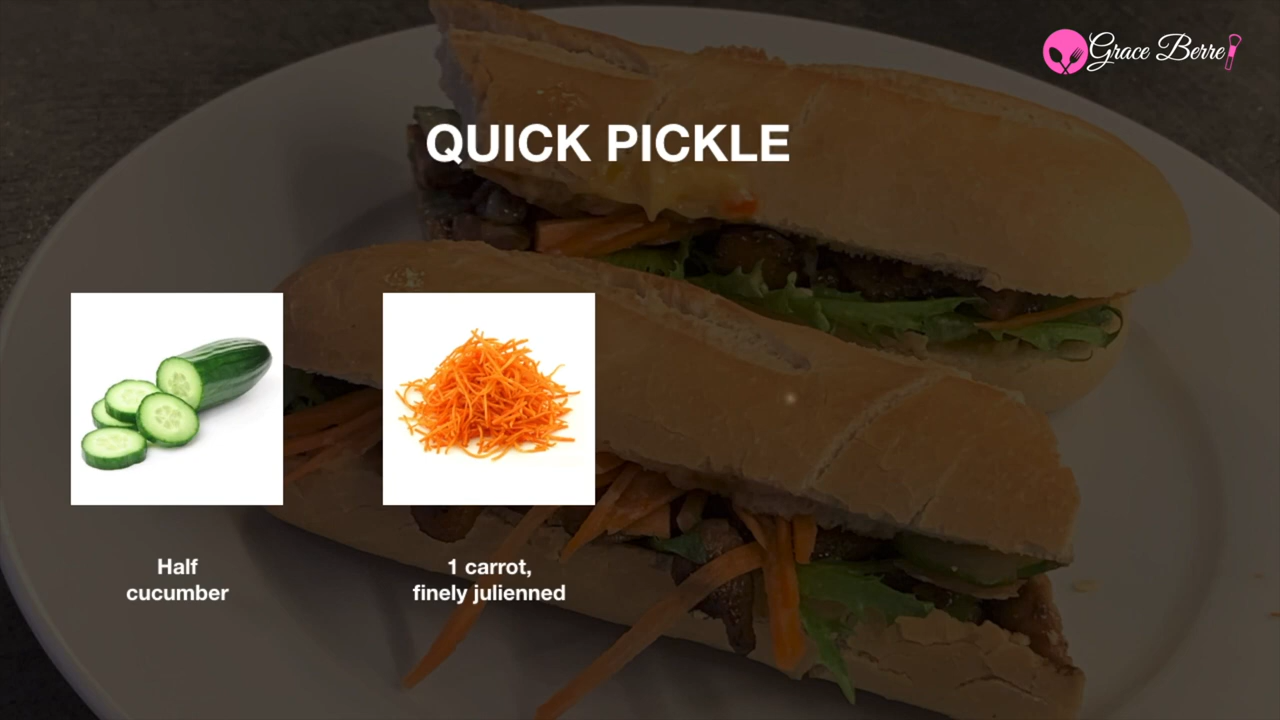 Grace Berre
QUICK PICKLE
Half
cucumber
1 carrot,
finely julienned